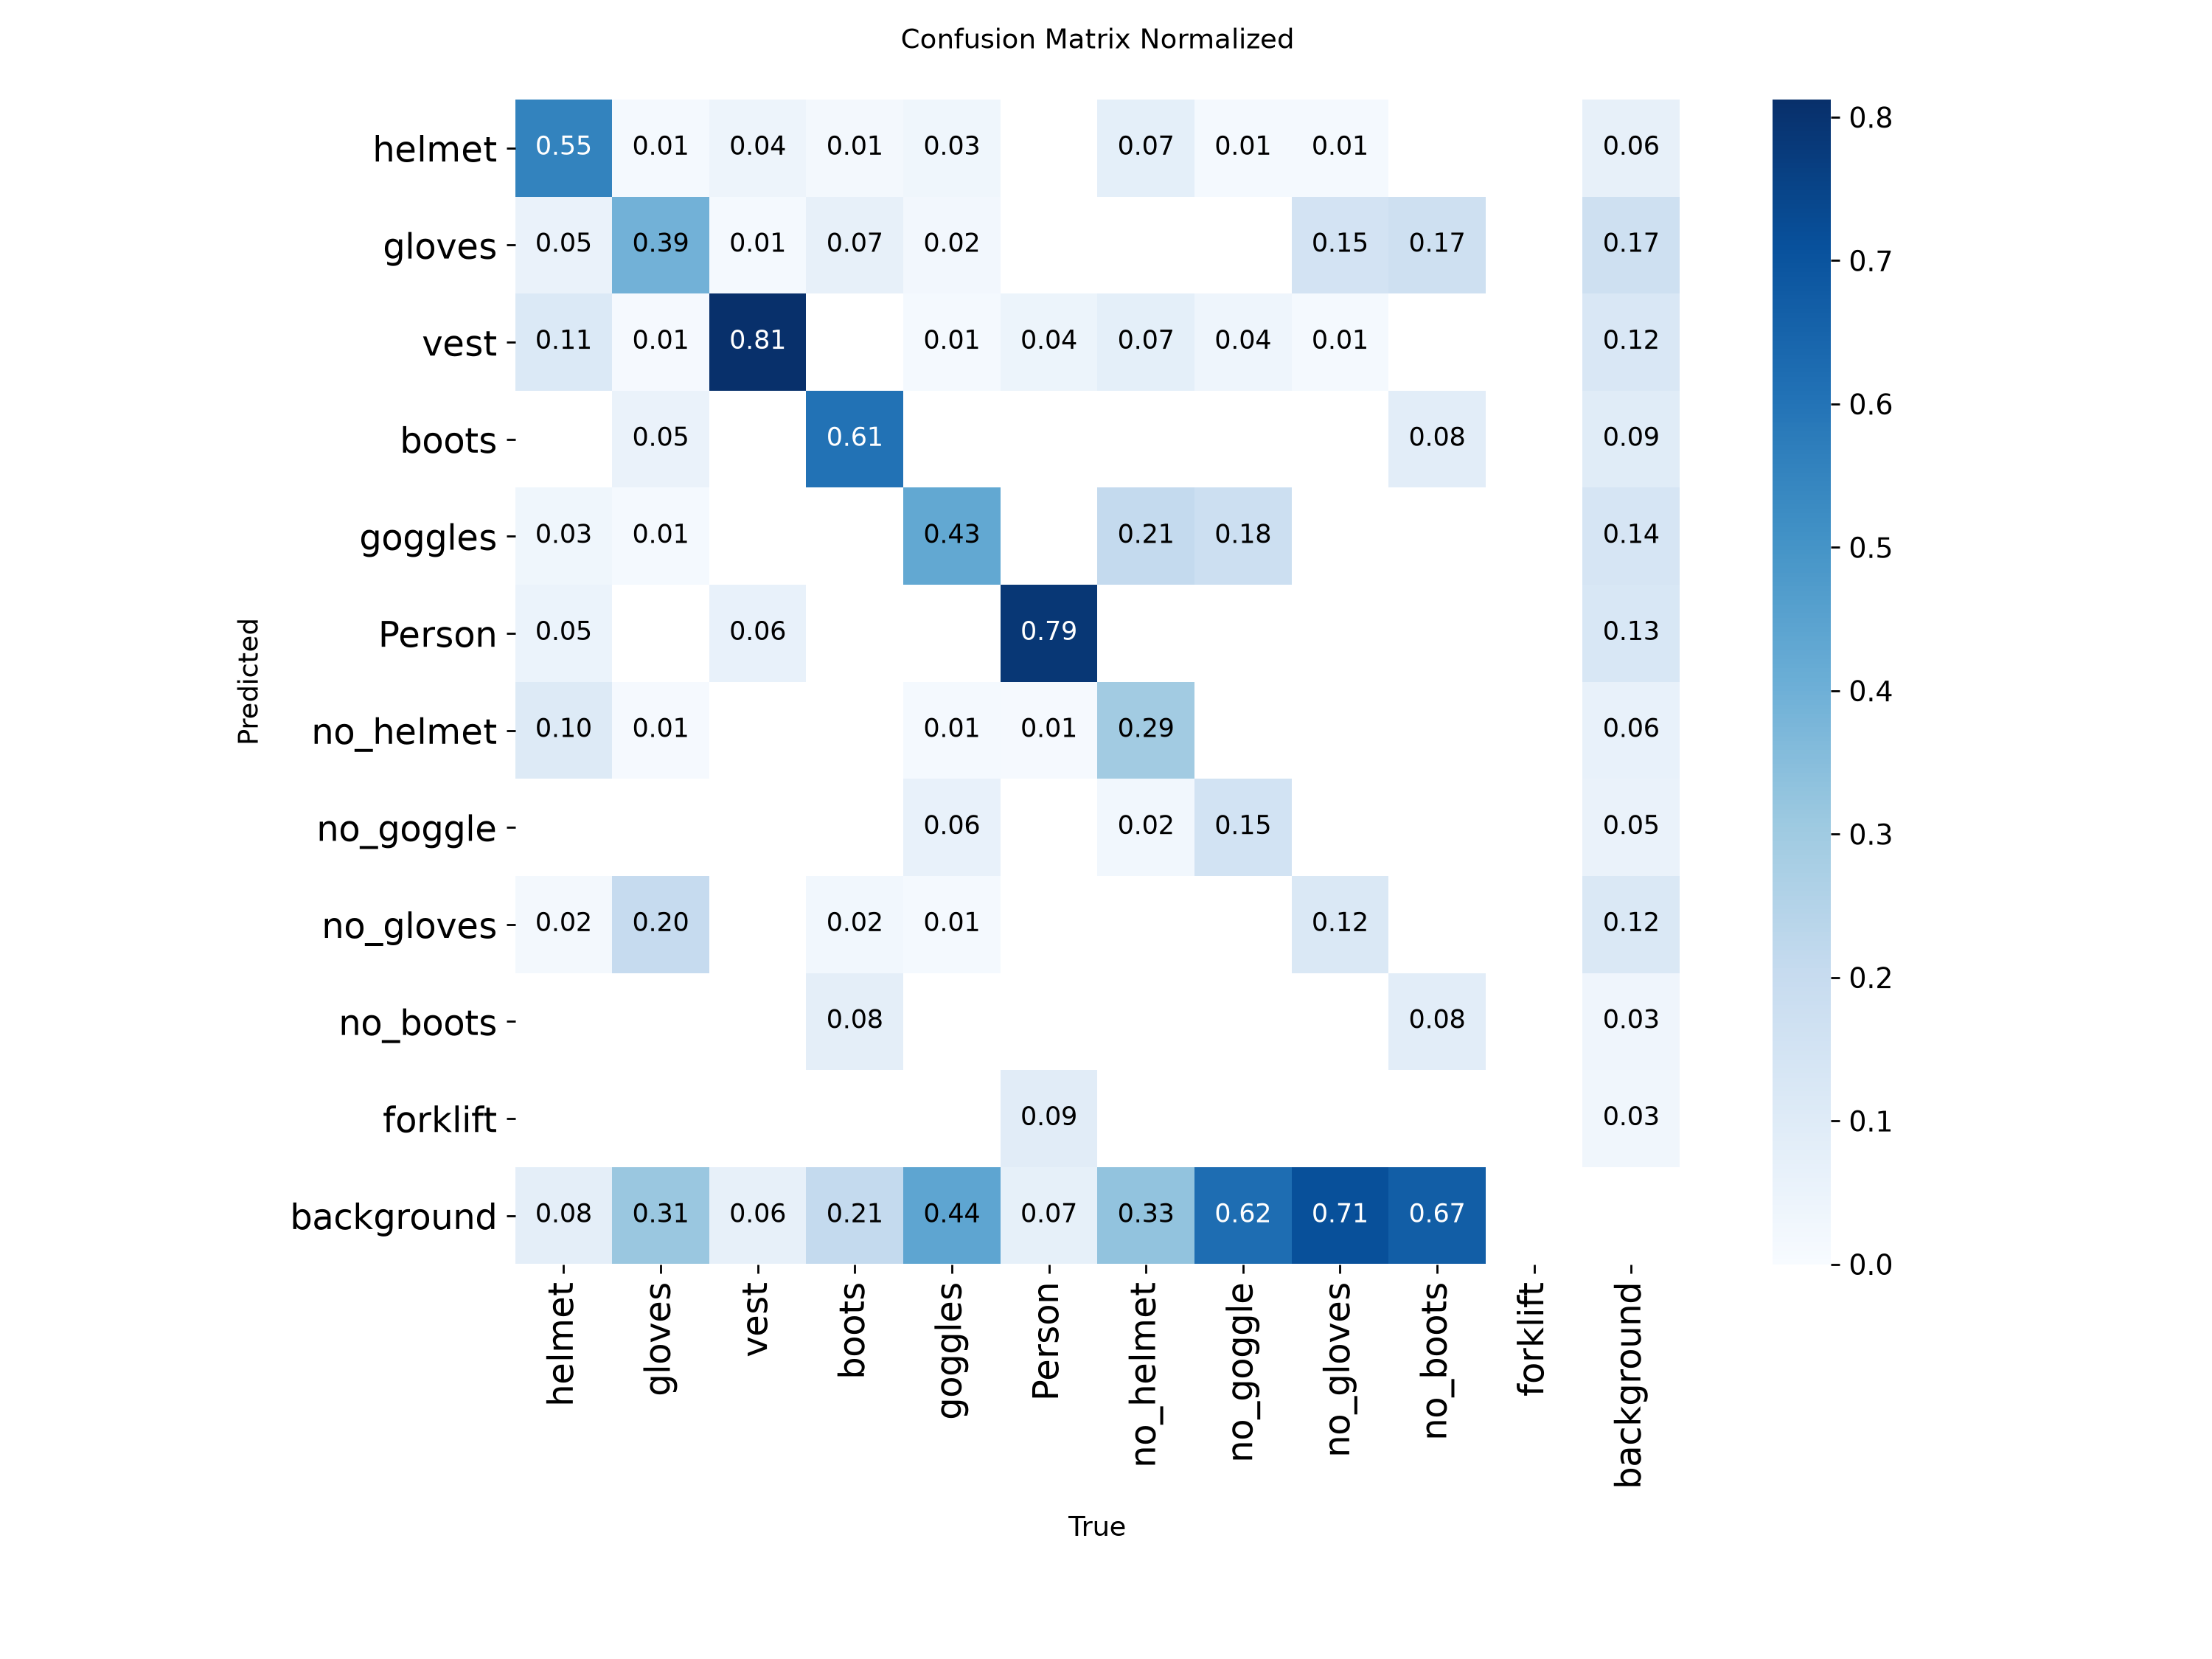 Confusion Matrix Normalized
helmet 0.55 0.01 0.04 0.01 0.03 0.07 0.01 0.01 0.06
gloves 0.05 0.39 0.01 0.07 0.02 0.15 0.17 0.17
vest 0.11 0.01 0.81 0.01 0.04 0.07 0.04 0.01 0.12
boots 0.05 0.61 0.08 0.09
goggles 0.03 0.01 0.43 0.21 0.18 0.14
Person 0.05 0.06 0.79 0.13
no_helmet 0.10 0.01 0.01 0.01 0.29 0.06
no_goggle 0.06 0.02 0.15 0.05
no_gloves 0.02 0.20 0.02 0.01 0.12 0.12
no_boots 0.08 0.08 0.03
forklift 0.09 0.03
background 0.08 0.31 0.06 0.21 0.44 0.07 0.33 0.62 0.71 0.67
helmet gloves vest boots goggles Person no_helmet no_goggle no_gloves no_boots forklift background
True
Predicted
0.8
0.7
0.6
0.5
0.4
0.3
0.2
0.1
0.0